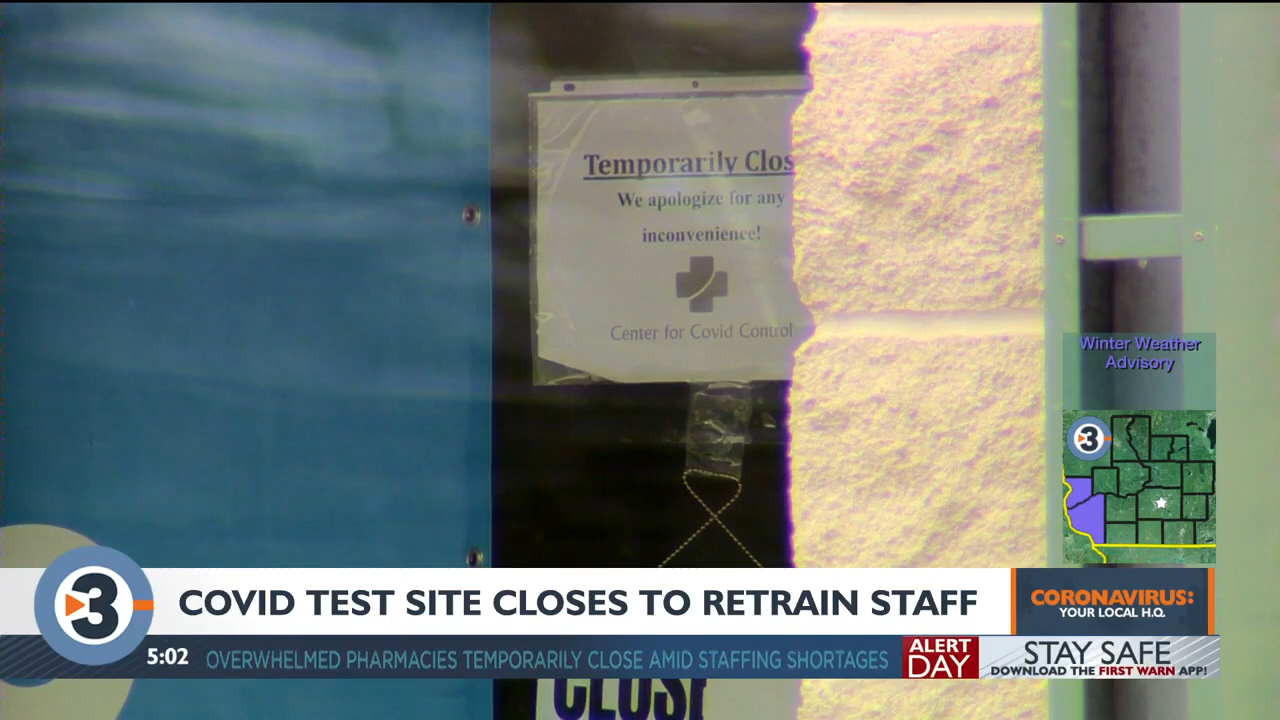 Temporarily Clos
We apologize for any
inconvenience!
Center for Covid Control
Winter Weather
Advisory
3
3
COVID TEST SITE CLOSES TO RETRAIN STAFF
CORONAVIRUS:
YOUR LOCAL H.Q.
5:02
OVERWHELMED PHARMACIES TEMPORARILY CLOSE AMID STAFFING SHORTAGES
ALERT
DAY
STAY SAFE
DOWNLOAD THE FIRST WARN APP!
CLOSE